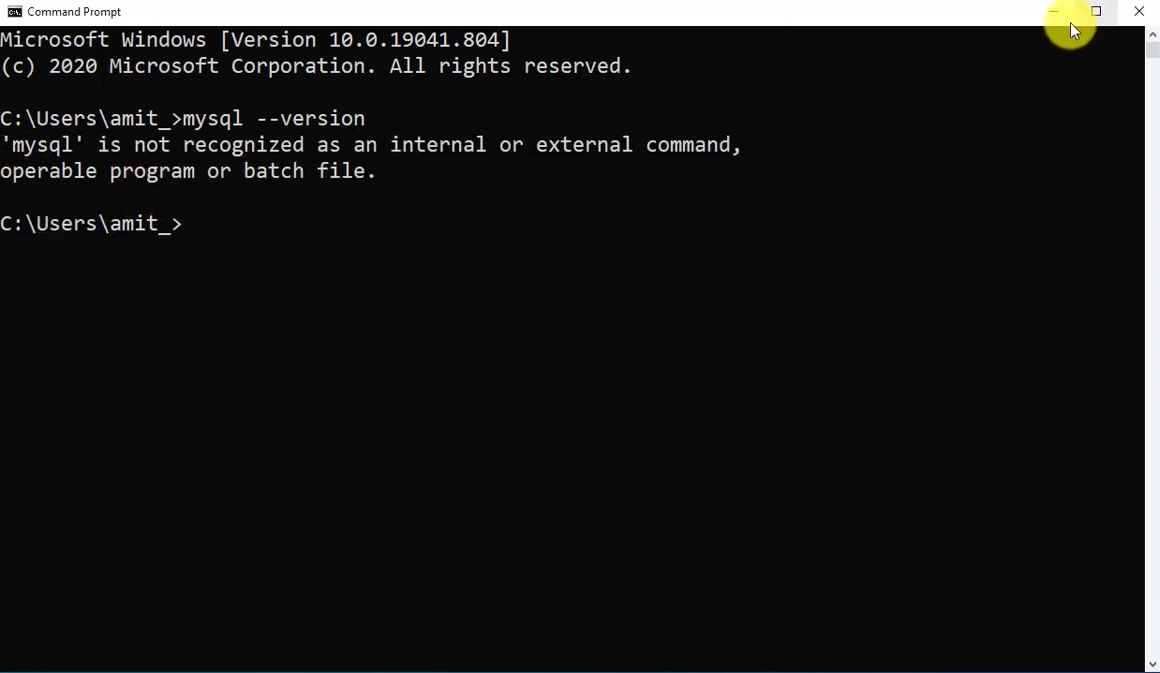 Command Prompt
Microsoft Windows [Version 10.0.19041.804]
(c) 2020 Microsoft Corporation. All rights reserved.
C:\Users\amit_>mysql --version
'mysql' is not recognized as an internal or external command,
operable program or batch file.
C:\Users\amit_>